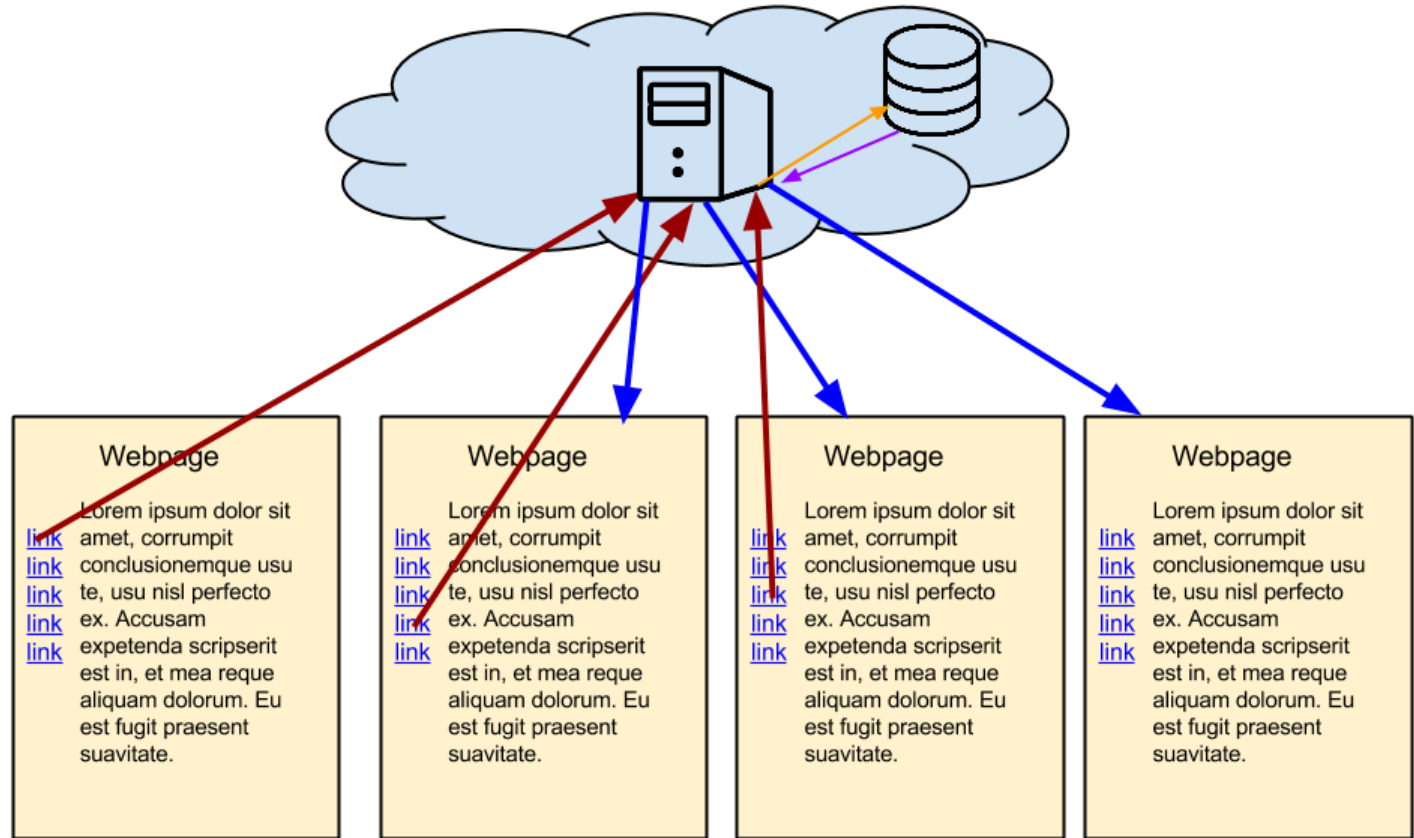 Webpage
Lorem ipsum dolor sit
link amet, corrumpit
link conclusionemque usu
link te, usu nisl perfecto
link ex. Accusam
link expetenda scripserit
est in, et mea reque
aliquam dolorum. Eu
est fugit praesent
suavitate.
Webpage
Lorem ipsum dolor sit
link amet, corrumpit
link conclusionemque usu
link te, usu nisl perfecto
link ex. Accusam
link expetenda scripserit
est in, et mea reque
aliquam dolorum. Eu
est fugit praesent
suavitate.
Webpage
Lorem ipsum dolor sit
link amet, corrumpit
link conclusionemque usu
link te, usu nisl perfecto
link ex. Accusam
link expetenda scripserit
est in, et mea reque
aliquam dolorum. Eu
est fugit praesent
suavitate.
Webpage
Lorem ipsum dolor sit
link amet, corrumpit
link conclusionemque usu
link te, usu nisl perfecto
link ex. Accusam
link expetenda scripserit
est in, et mea reque
aliquam dolorum. Eu
est fugit praesent
suavitate.